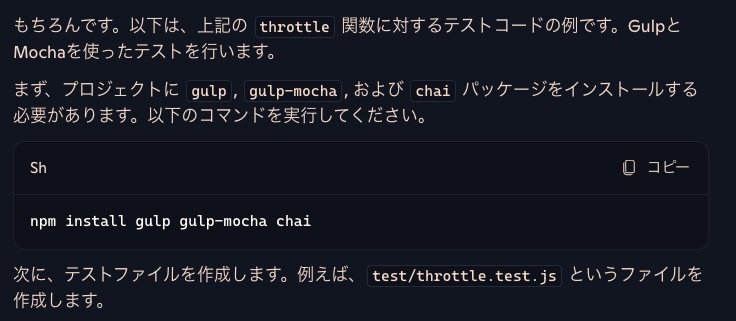 もちろんです。以下は、上記の throttle 関数に対するテストコードの例です。Gulpと
Mochaを使ったテストを行います。
まず、プロジェクトに gulp, gulp-mocha, および chai パッケージをインストールする
必要があります。以下のコマンドを実行してください。
Sh
コピー
npm install gulp gulp-mocha chai
次に、テストファイルを作成します。例えば、 test/throttle.test.js というファイルを
作成します。